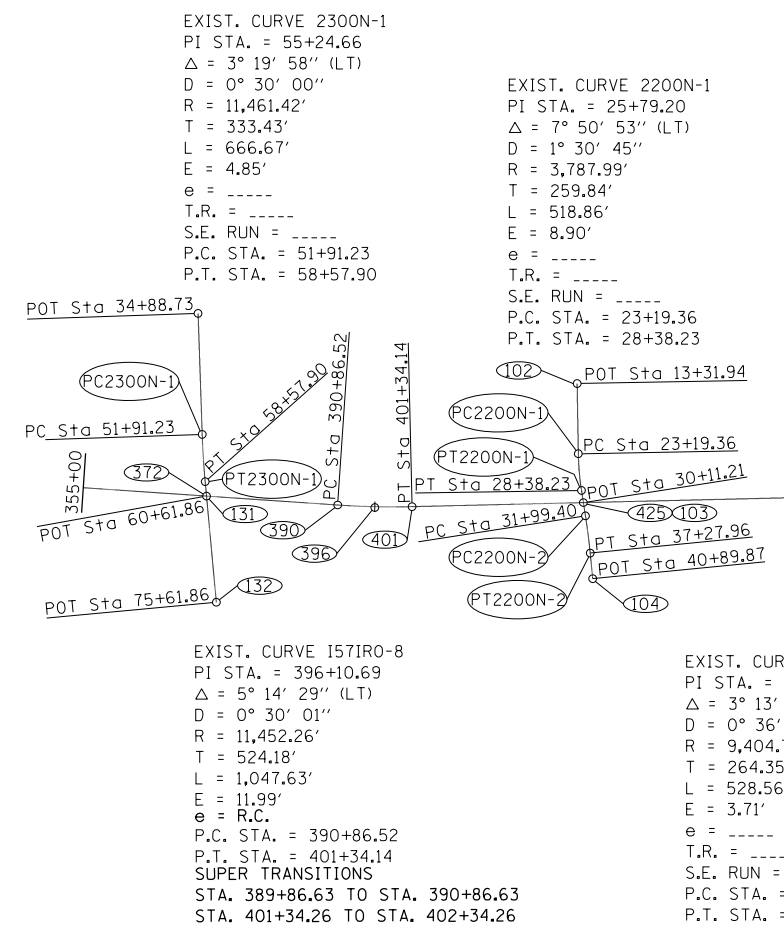 EXIST. CURVE 2300N-1
PI STA. = 55+24.66
Δ = 3° 19′ 58′′ (LT)
D = 0° 30′ 00′′
R = 11,461.42′
T = 333.43′
L = 666.67′
E = 4.85′
e = _____
T.R. = _____
S.E. RUN = _____
P.C. STA. = 51+91.23
P.T. STA. = 58+57.90
EXIST. CURVE 2200N-1
PI STA. = 25+79.20
Δ = 7° 50′ 53′′ (LT)
D = 1° 30′ 45′′
R = 3,787.99′
T = 259.84′
L = 518.86′
E = 8.90′
e = _____
T.R. = _____
S.E. RUN = _____
P.C. STA. = 23+19.36
P.T. STA. = 28+38.23
POT Sta 34+88.73
PC2300N-1
PC Sta 51+91.23
PT Sta 58+57.90
PT2300N-1
372
355+00
POT Sta 60+61.86
131
POT Sta 75+61.86
132
PC Sta 390+86.52
390
396
PT Sta 401+34.14
401
102
POT Sta 13+31.94
PC2200N-1
PC Sta 23+19.36
PT2200N-1
PT Sta 28+38.23
POT Sta 30+11.21
425
103
PC Sta 31+99.40
PC2200N-2
PT Sta 37+27.96
POT Sta 40+89.87
PT2200N-2
104
EXIST. CURVE I57IRO-8
PI STA. = 396+10.69
Δ = 5° 14′ 29′′ (LT)
D = 0° 30′ 01′′
R = 11,452.26′
T = 524.18′
L = 1,047.63′
E = 11.99′
e = R.C.
P.C. STA. = 390+86.52
P.T. STA. = 401+34.14
SUPER TRANSITIONS
STA. 389+86.63 TO STA. 390+86.63
STA. 401+34.26 TO STA. 402+34.26
EXIST. CUR
PI STA. =
Δ = 3° 13′
D = 0° 36′
R = 9,404.
T = 264.35
L = 528.56
E = 3.71′
e = _____
T.R. = ____
S.E. RUN =
P.C. STA. =
P.T. STA. =